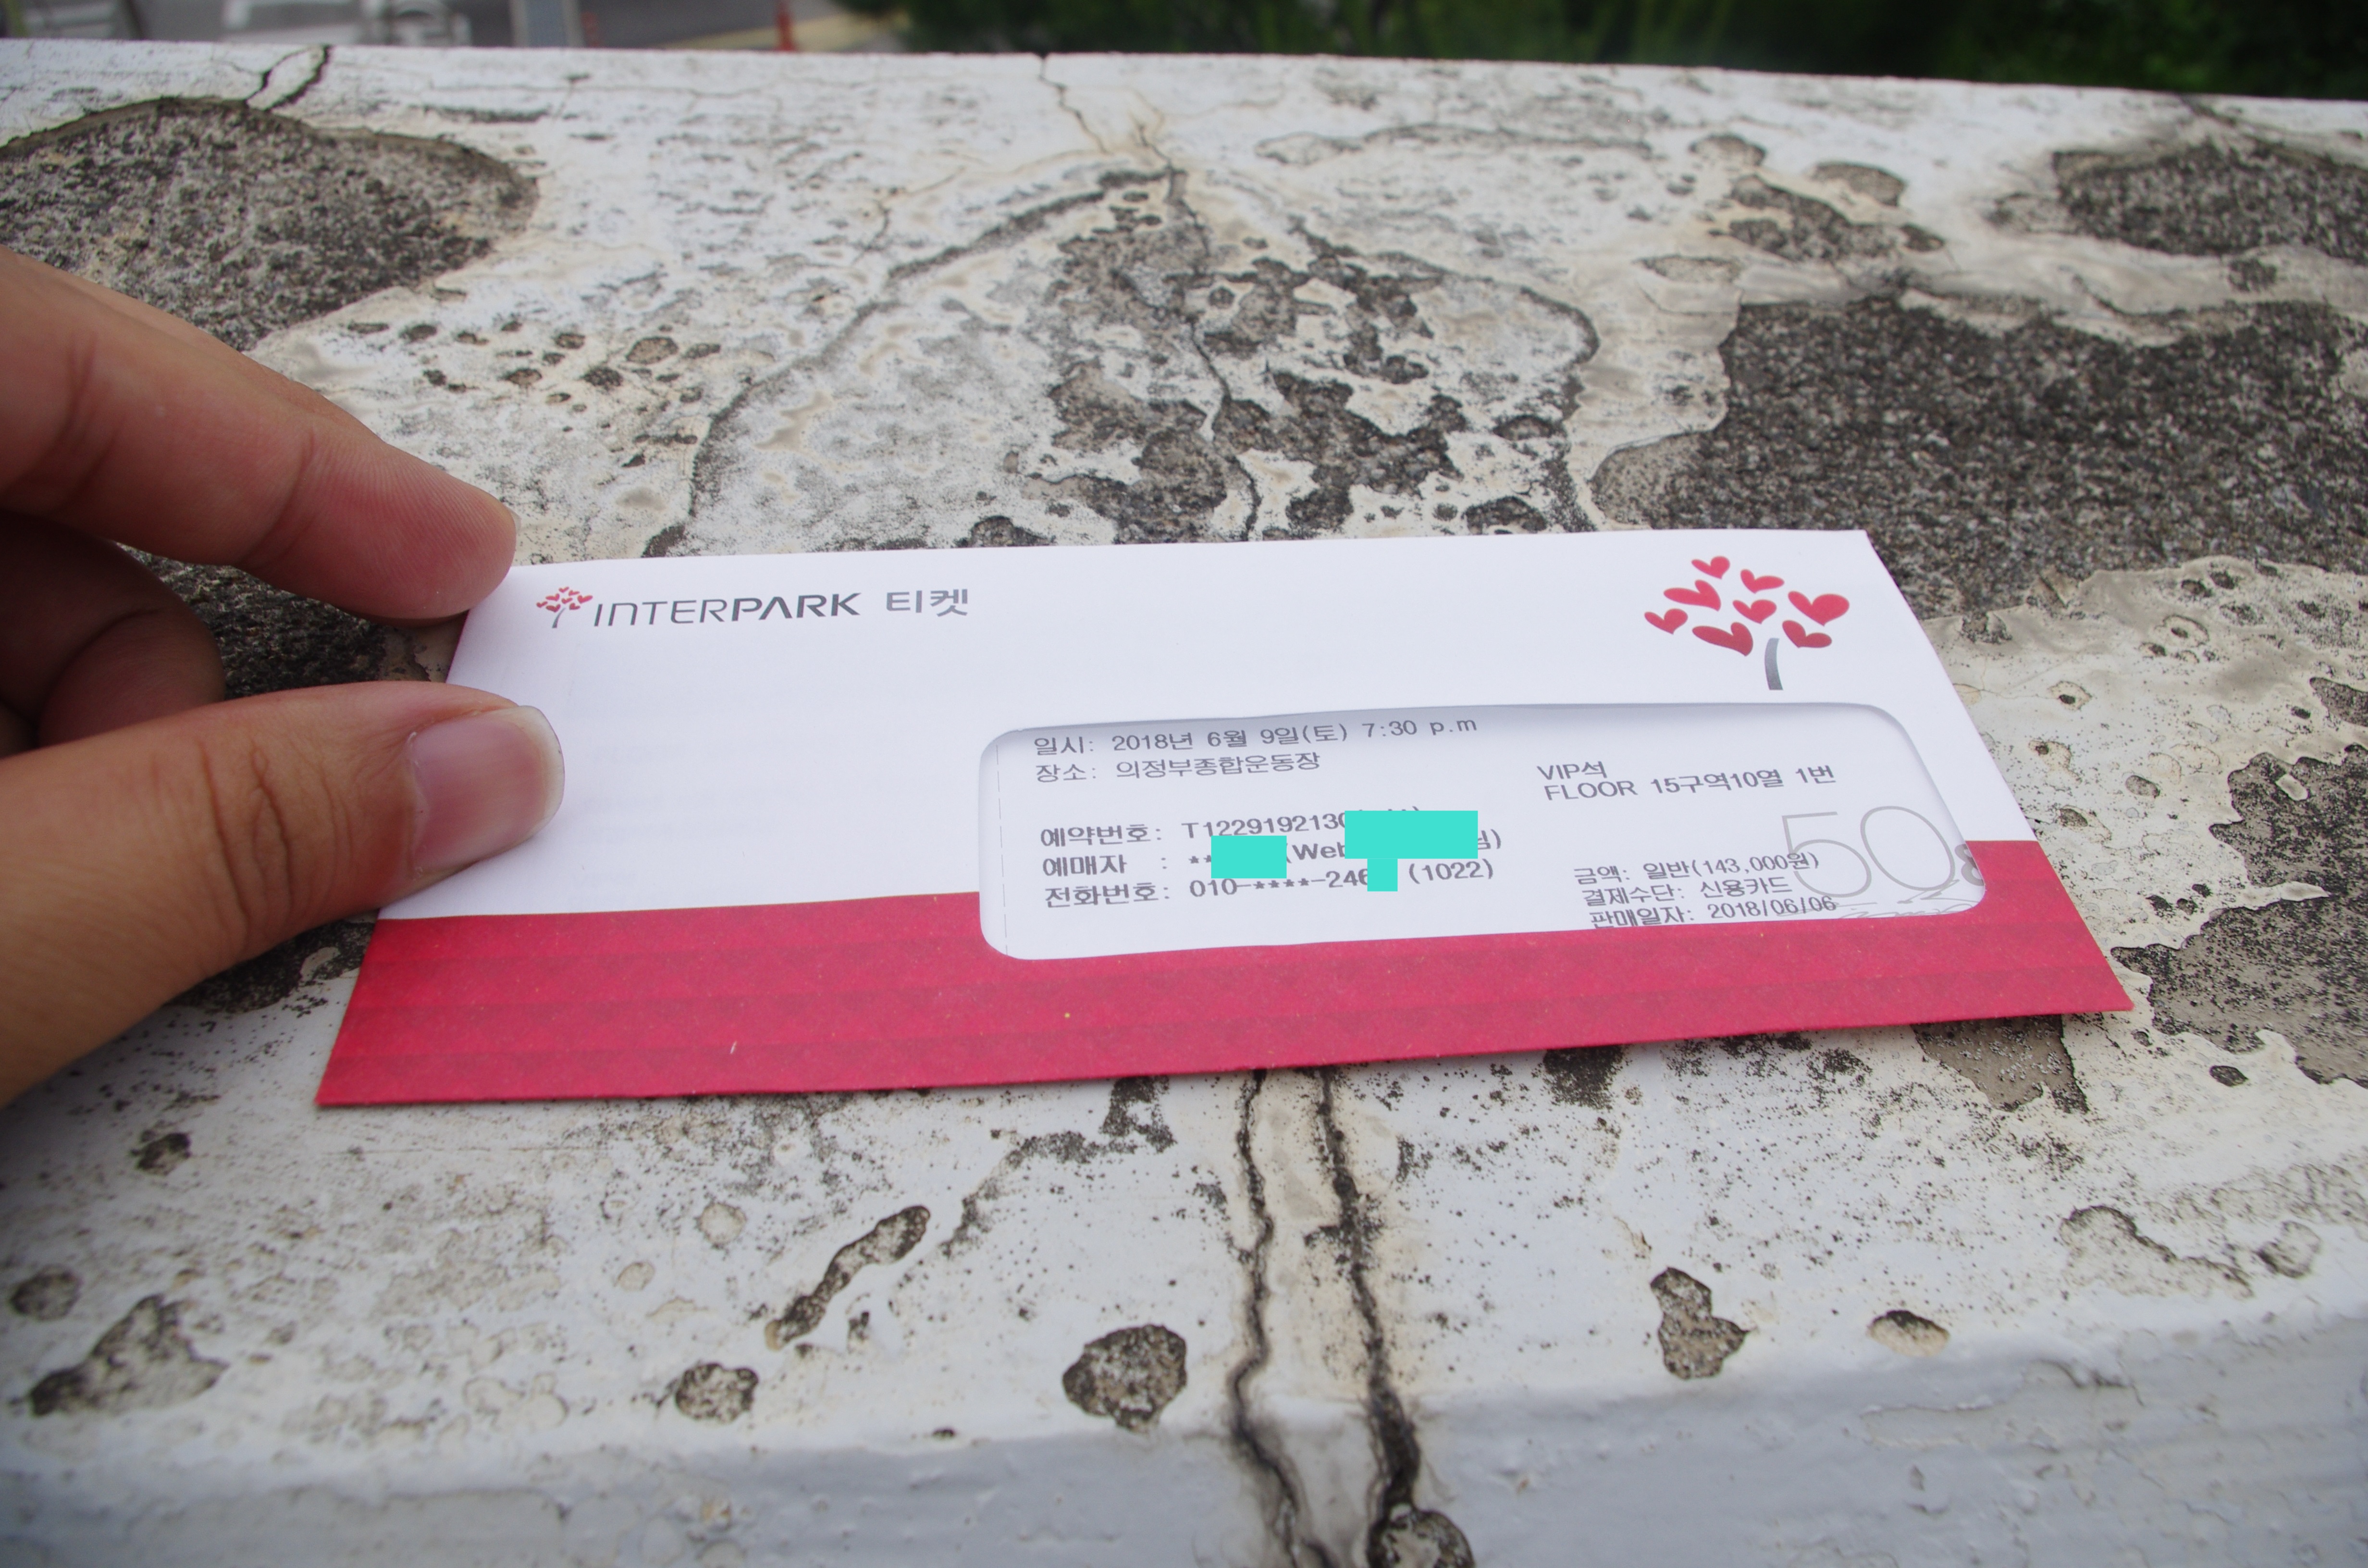 INTERPARK 티켓
일시: 2018년 6월 9일(토) 7:30 p.m
장소: 의정부종합운동장
VIP석
FLOOR 15구역10열 1번
예약번호: T1229192130
예매자 : ** (Web 님)
전화번호: 010-****-246 (1022)
금액: 일반(143,000원)
결제수단: 신용카드
판매일자: 2018/06/06
50